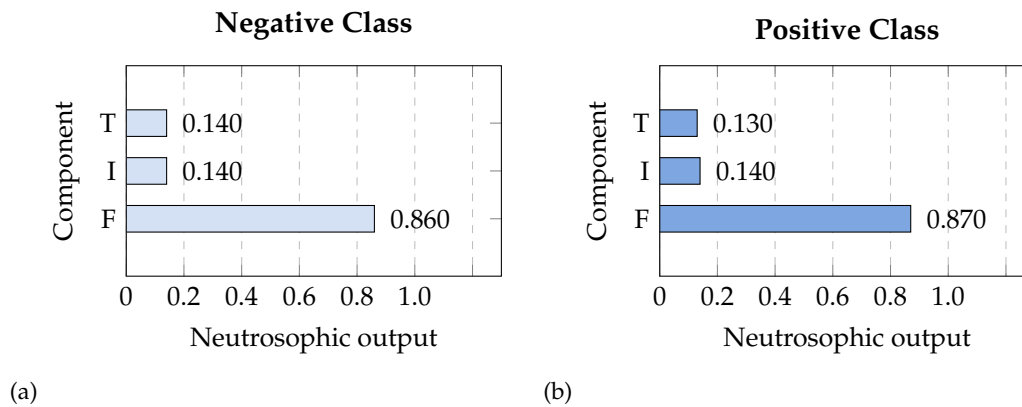 Negative Class
Component
T
0.140
I
0.140
F
0.860
0 0.2 0.4 0.6 0.8 1.0
Neutrosophic output
(a)
Positive Class
Component
T
0.130
I
0.140
F
0.870
0 0.2 0.4 0.6 0.8 1.0
Neutrosophic output
(b)